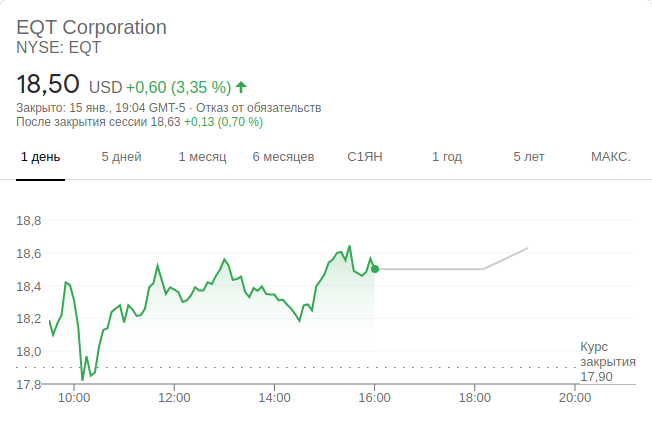 EQT Corporation
NYSE: EQT
18,50 USD +0,60 (3,35 %)
Закрыто: 15 янв., 19:04 GMT-5 · Отказ от обязательств
После закрытия сессии 18,63 +0,13 (0,70 %)
1 день 5 дней 1 месяц 6 месяцев С1ЯН 1 год 5 лет МАКС.
18,8
18,6
18,4
18,2
18,0
17,8
Курс
закрытия
17,90
10:00 12:00 14:00 16:00 18:00 20:00